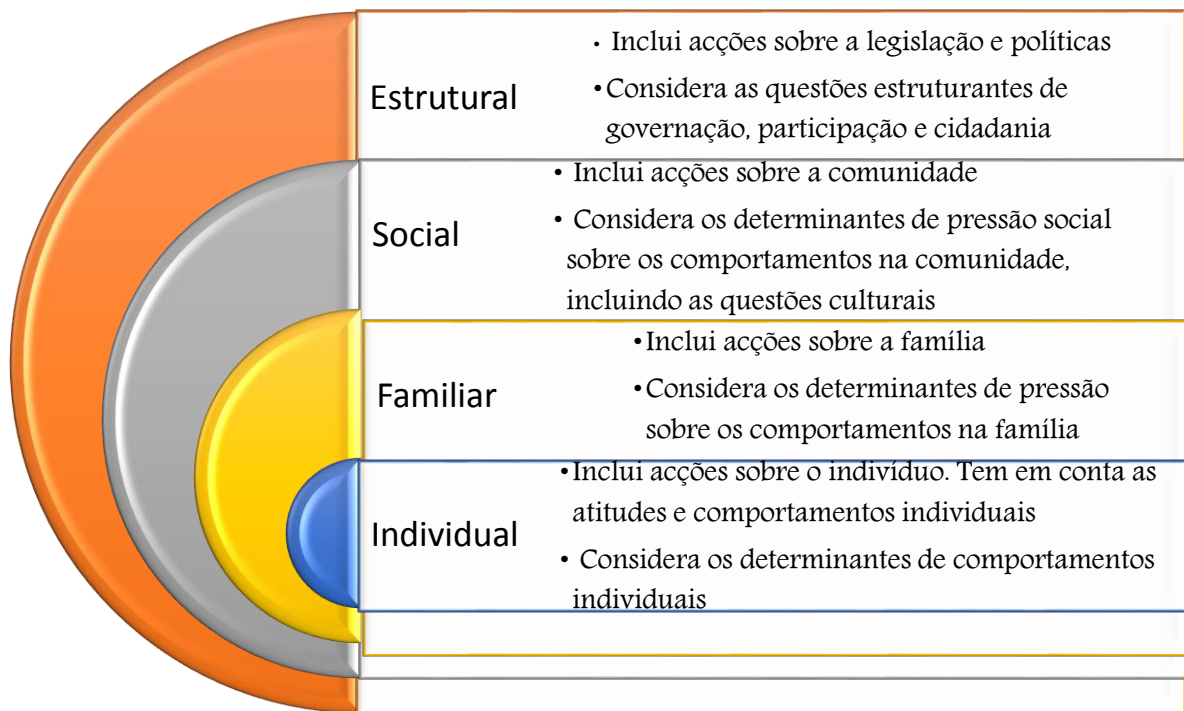 Estrutural
• Inclui acções sobre a legislação e políticas
• Considera as questões estruturantes de
governação, participação e cidadania
Social
• Inclui acções sobre a comunidade
• Considera os determinantes de pressão social
sobre os comportamentos na comunidade,
incluindo as questões culturais
Familiar
• Inclui acções sobre a família
• Considera os determinantes de pressão
sobre os comportamentos na família
Individual
• Inclui acções sobre o indivíduo. Tem em conta as
atitudes e comportamentos individuais
• Considera os determinantes de comportamentos
individuais